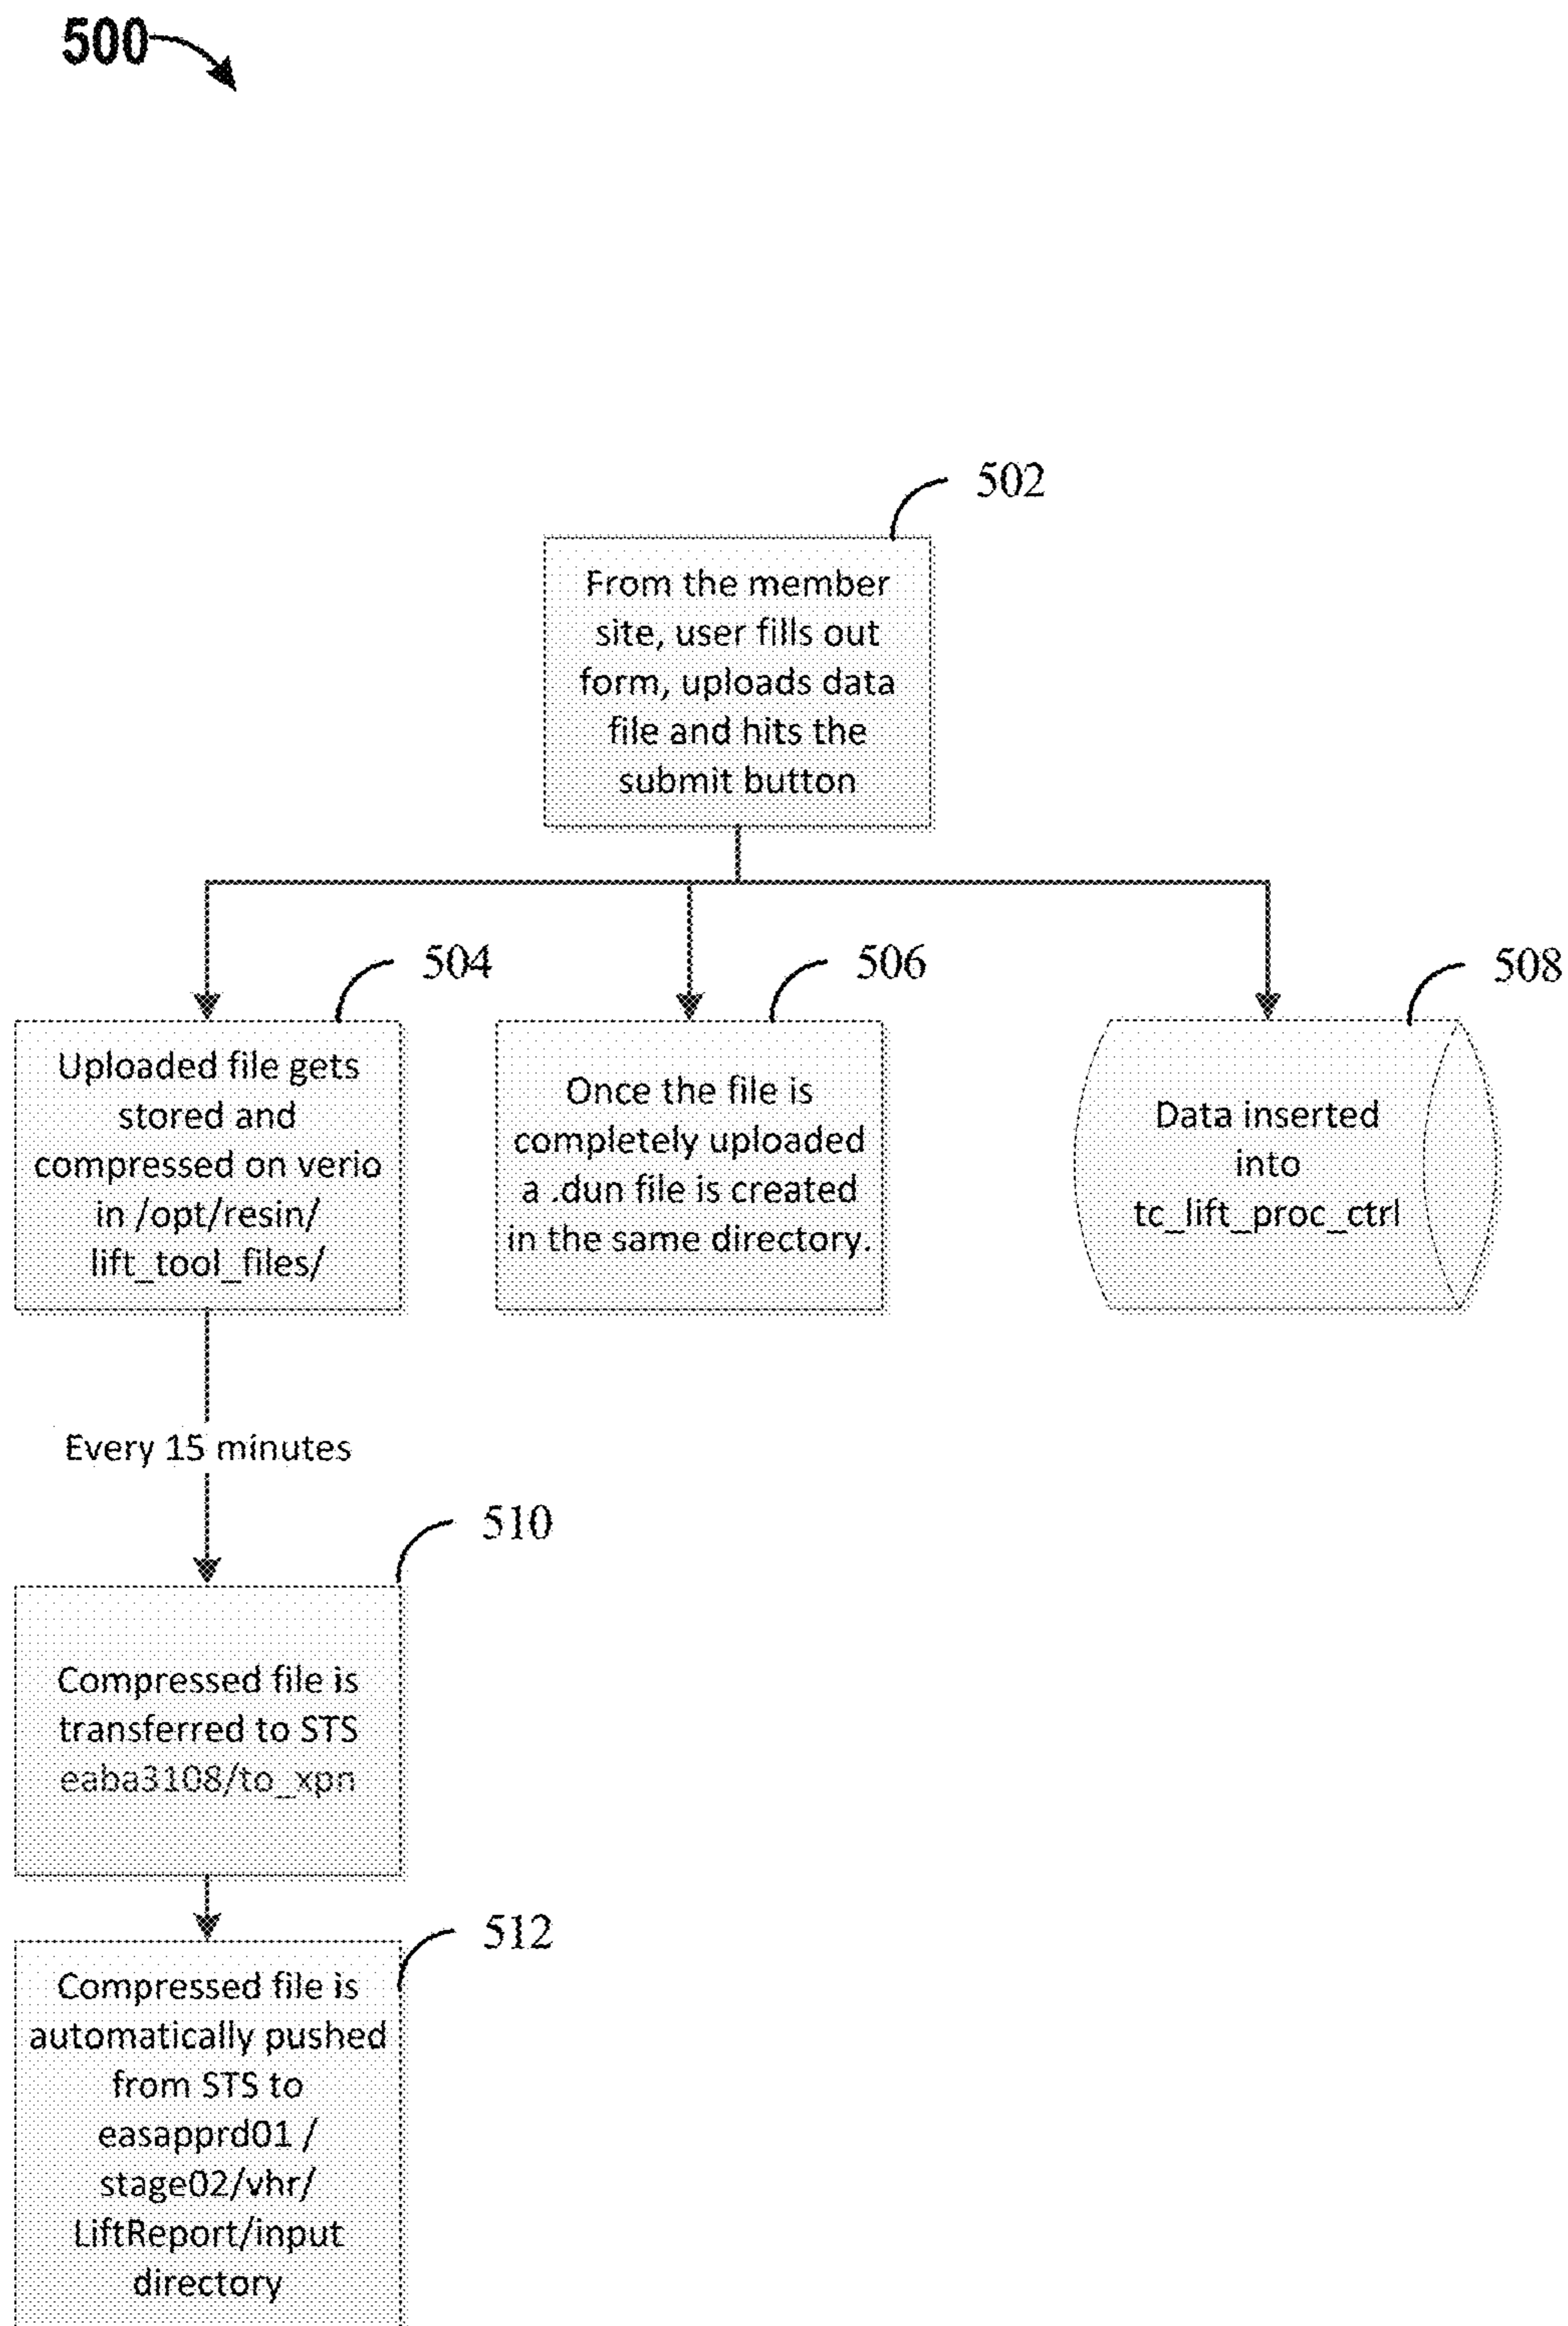 500
502
From the member
site, user fills out
form, uploads data
file and hits the
submit button
504
506
508
Uploaded file gets
stored and
compressed on verio
in /opt/resin/
lift_tool_files/
Once the file is
completely uploaded
a .dun file is created
in the same directory.
Data inserted
into
tc_lift_proc_ctrl
Every 15 minutes
510
Compressed file is
transferred to STS
eaba3108/to_xpn
512
Compressed file is
automatically pushed
from STS to
easapprd01 /
stage02/vhr/
LiftReport/input
directory